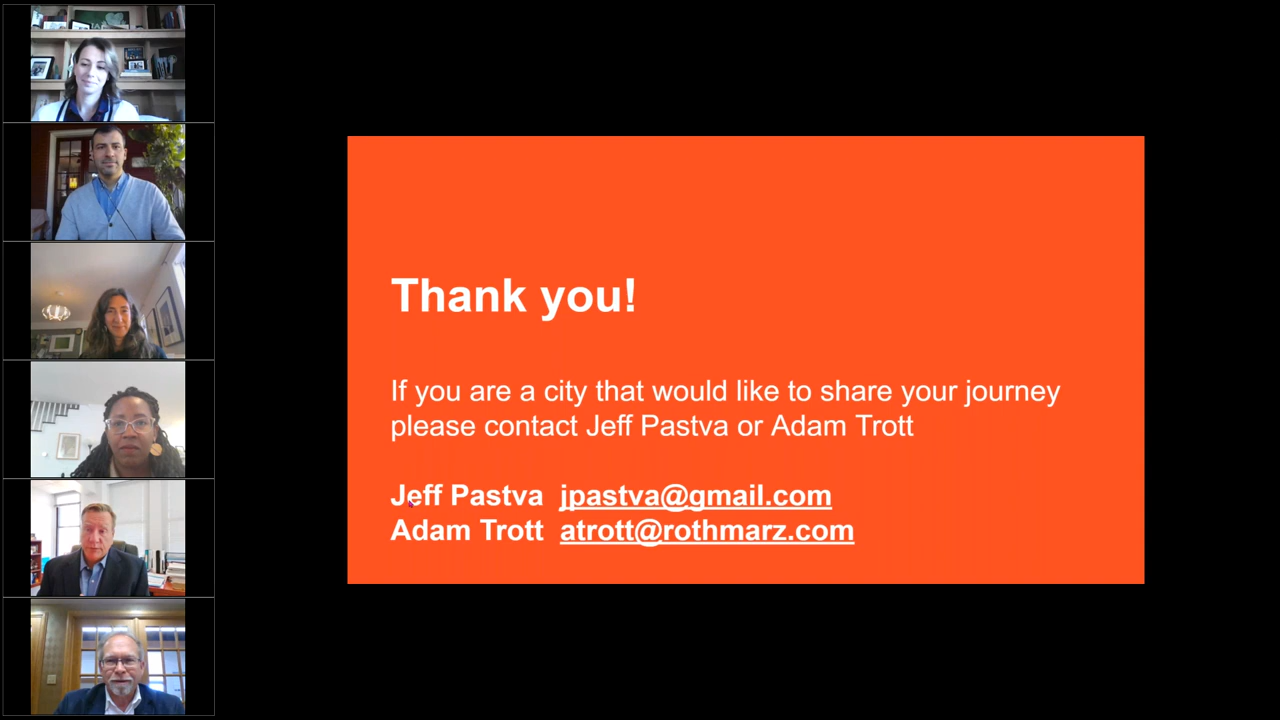 Thank you!
If you are a city that would like to share your journey
please contact Jeff Pastva or Adam Trott
Jeff Pastva jpastva@gmail.com
Adam Trott atrott@rothmarz.com